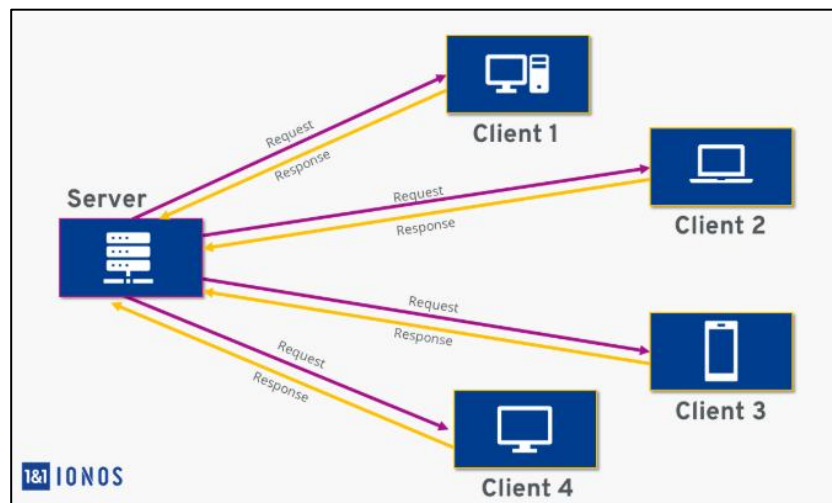 Client 1
Request
Response
Server
Request
Response
Client 2
Request
Response
Client 3
Request
Response
Client 4
1&1 IONOS